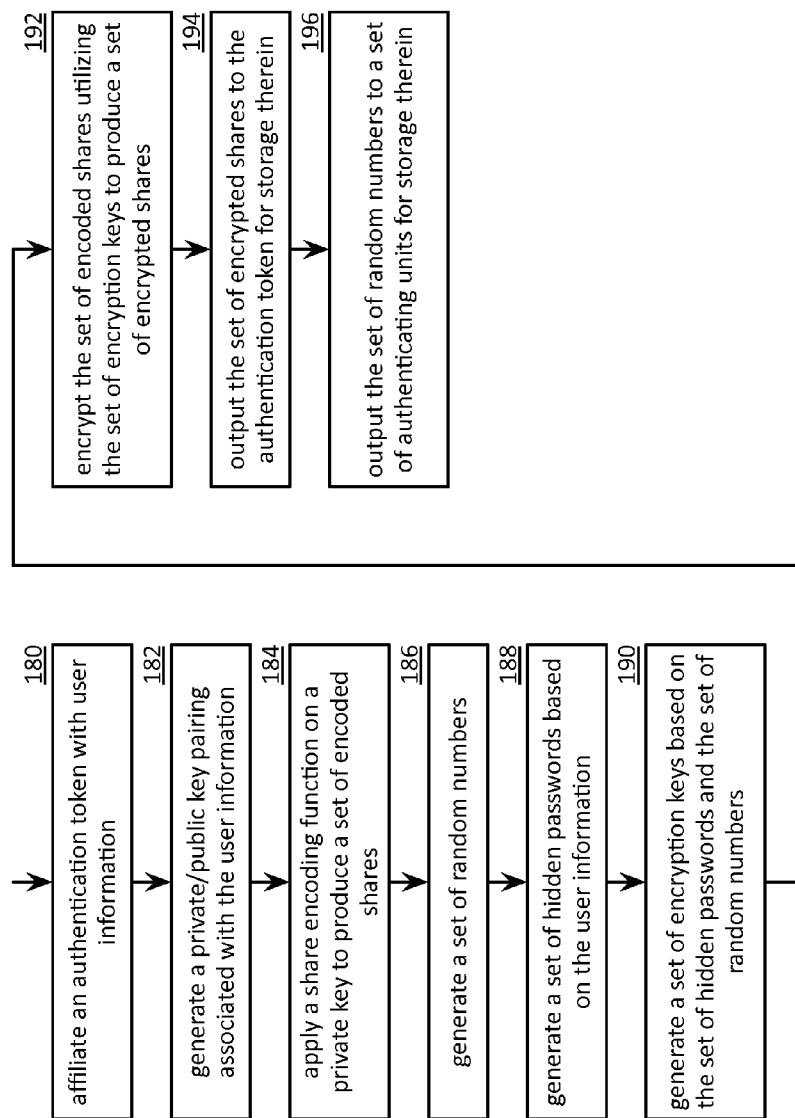 180
affiliate an authentication token with user
information
182
generate a private/public key pairing
associated with the user information
184
apply a share encoding function on a
private key to produce a set of encoded
shares
186
generate a set of random numbers
188
generate a set of hidden passwords based
on the user information
190
generate a set of encryption keys based on
the set of hidden passwords and the set of
random numbers
192
encrypt the set of encoded shares utilizing
the set of encryption keys to produce a set
of encrypted shares
194
output the set of encrypted shares to the
authentication token for storage therein
196
output the set of random numbers to a set
of authenticating units for storage therein